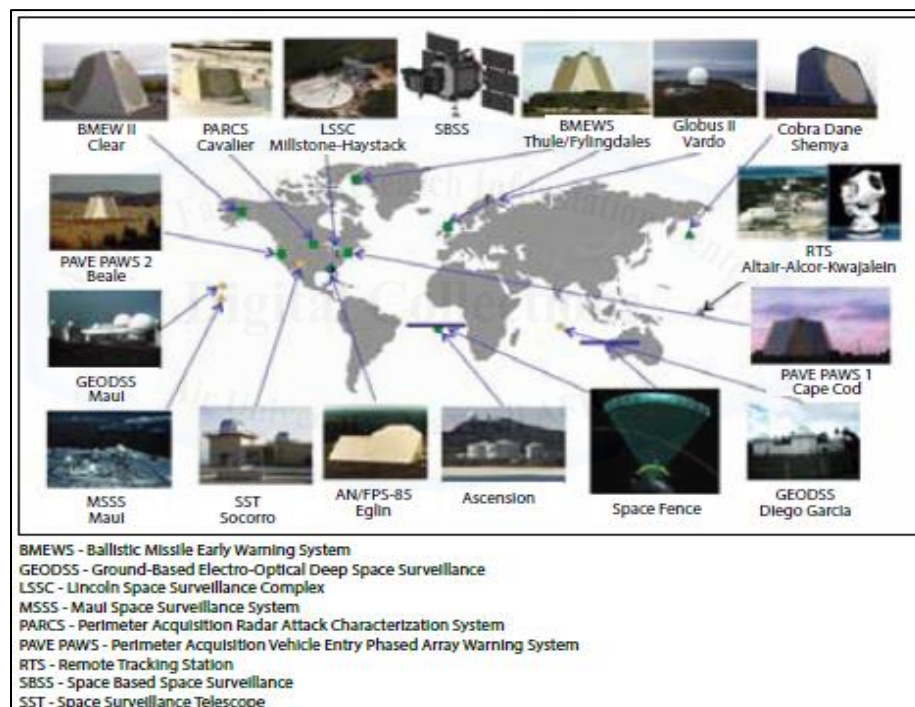 BMEW II
Clear
PARCS
Cavalier
LSSC
Millstone-Haystack
SBSS
BMEWS
Thule/Fylingdales
Globus II
Vardo
Cobra Dane
Shemya
PAVE PAWS 2
Beale
RTS
Altair-Alcor-Kwajalein
GEODSS
Maui
PAVE PAWS 1
Cape Cod
MSSS
Maui
SST
Socorro
AN/FPS-85
Eglin
Ascension
Space Fence
GEODSS
Diego Garcia
Digital Collections
BMEWS - Ballistic Missile Early Warning System
GEODSS - Ground-Based Electro-Optical Deep Space Surveillance
LSSC - Lincoln Space Surveillance Complex
MSSS - Maui Space Surveillance System
PARCS - Perimeter Acquisition Radar Attack Characterization System
PAVE PAWS - Perimeter Acquisition Vehicle Entry Phased Array Warning System
RTS - Remote Tracking Station
SBSS - Space Based Space Surveillance
SST - Space Surveillance Telescope